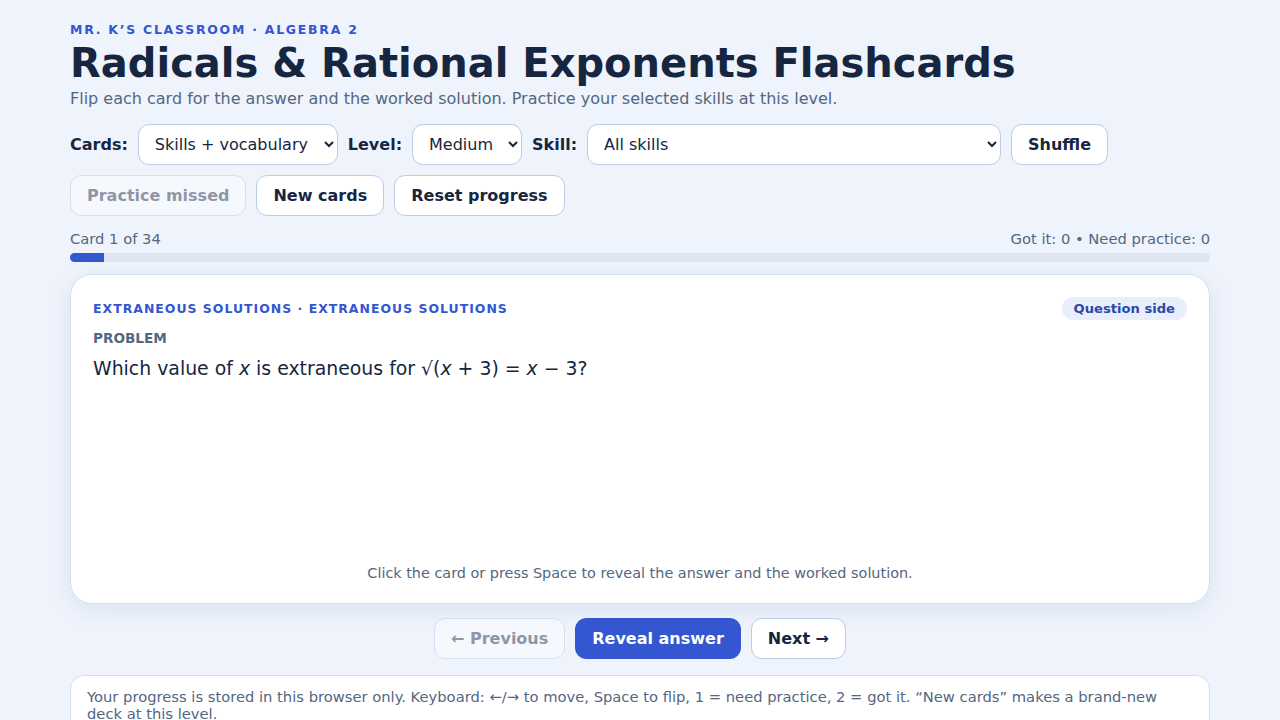 MR. K’S CLASSROOM · ALGEBRA 2
Radicals & Rational Exponents Flashcards
Flip each card for the answer and the worked solution. Practice your selected skills at this level.
Cards: Skills + vocabulary Level: Medium Skill: All skills Shuffle
Practice missed New cards Reset progress
Card 1 of 34 Got it: 0 • Need practice: 0
EXTRANEOUS SOLUTIONS · EXTRANEOUS SOLUTIONS Question side
PROBLEM
Which value of x is extraneous for √(x + 3) = x − 3?
Click the card or press Space to reveal the answer and the worked solution.
← Previous Reveal answer Next →
Your progress is stored in this browser only. Keyboard: ←/→ to move, Space to flip, 1 = need practice, 2 = got it. “New cards” makes a brand-new
deck at this level.